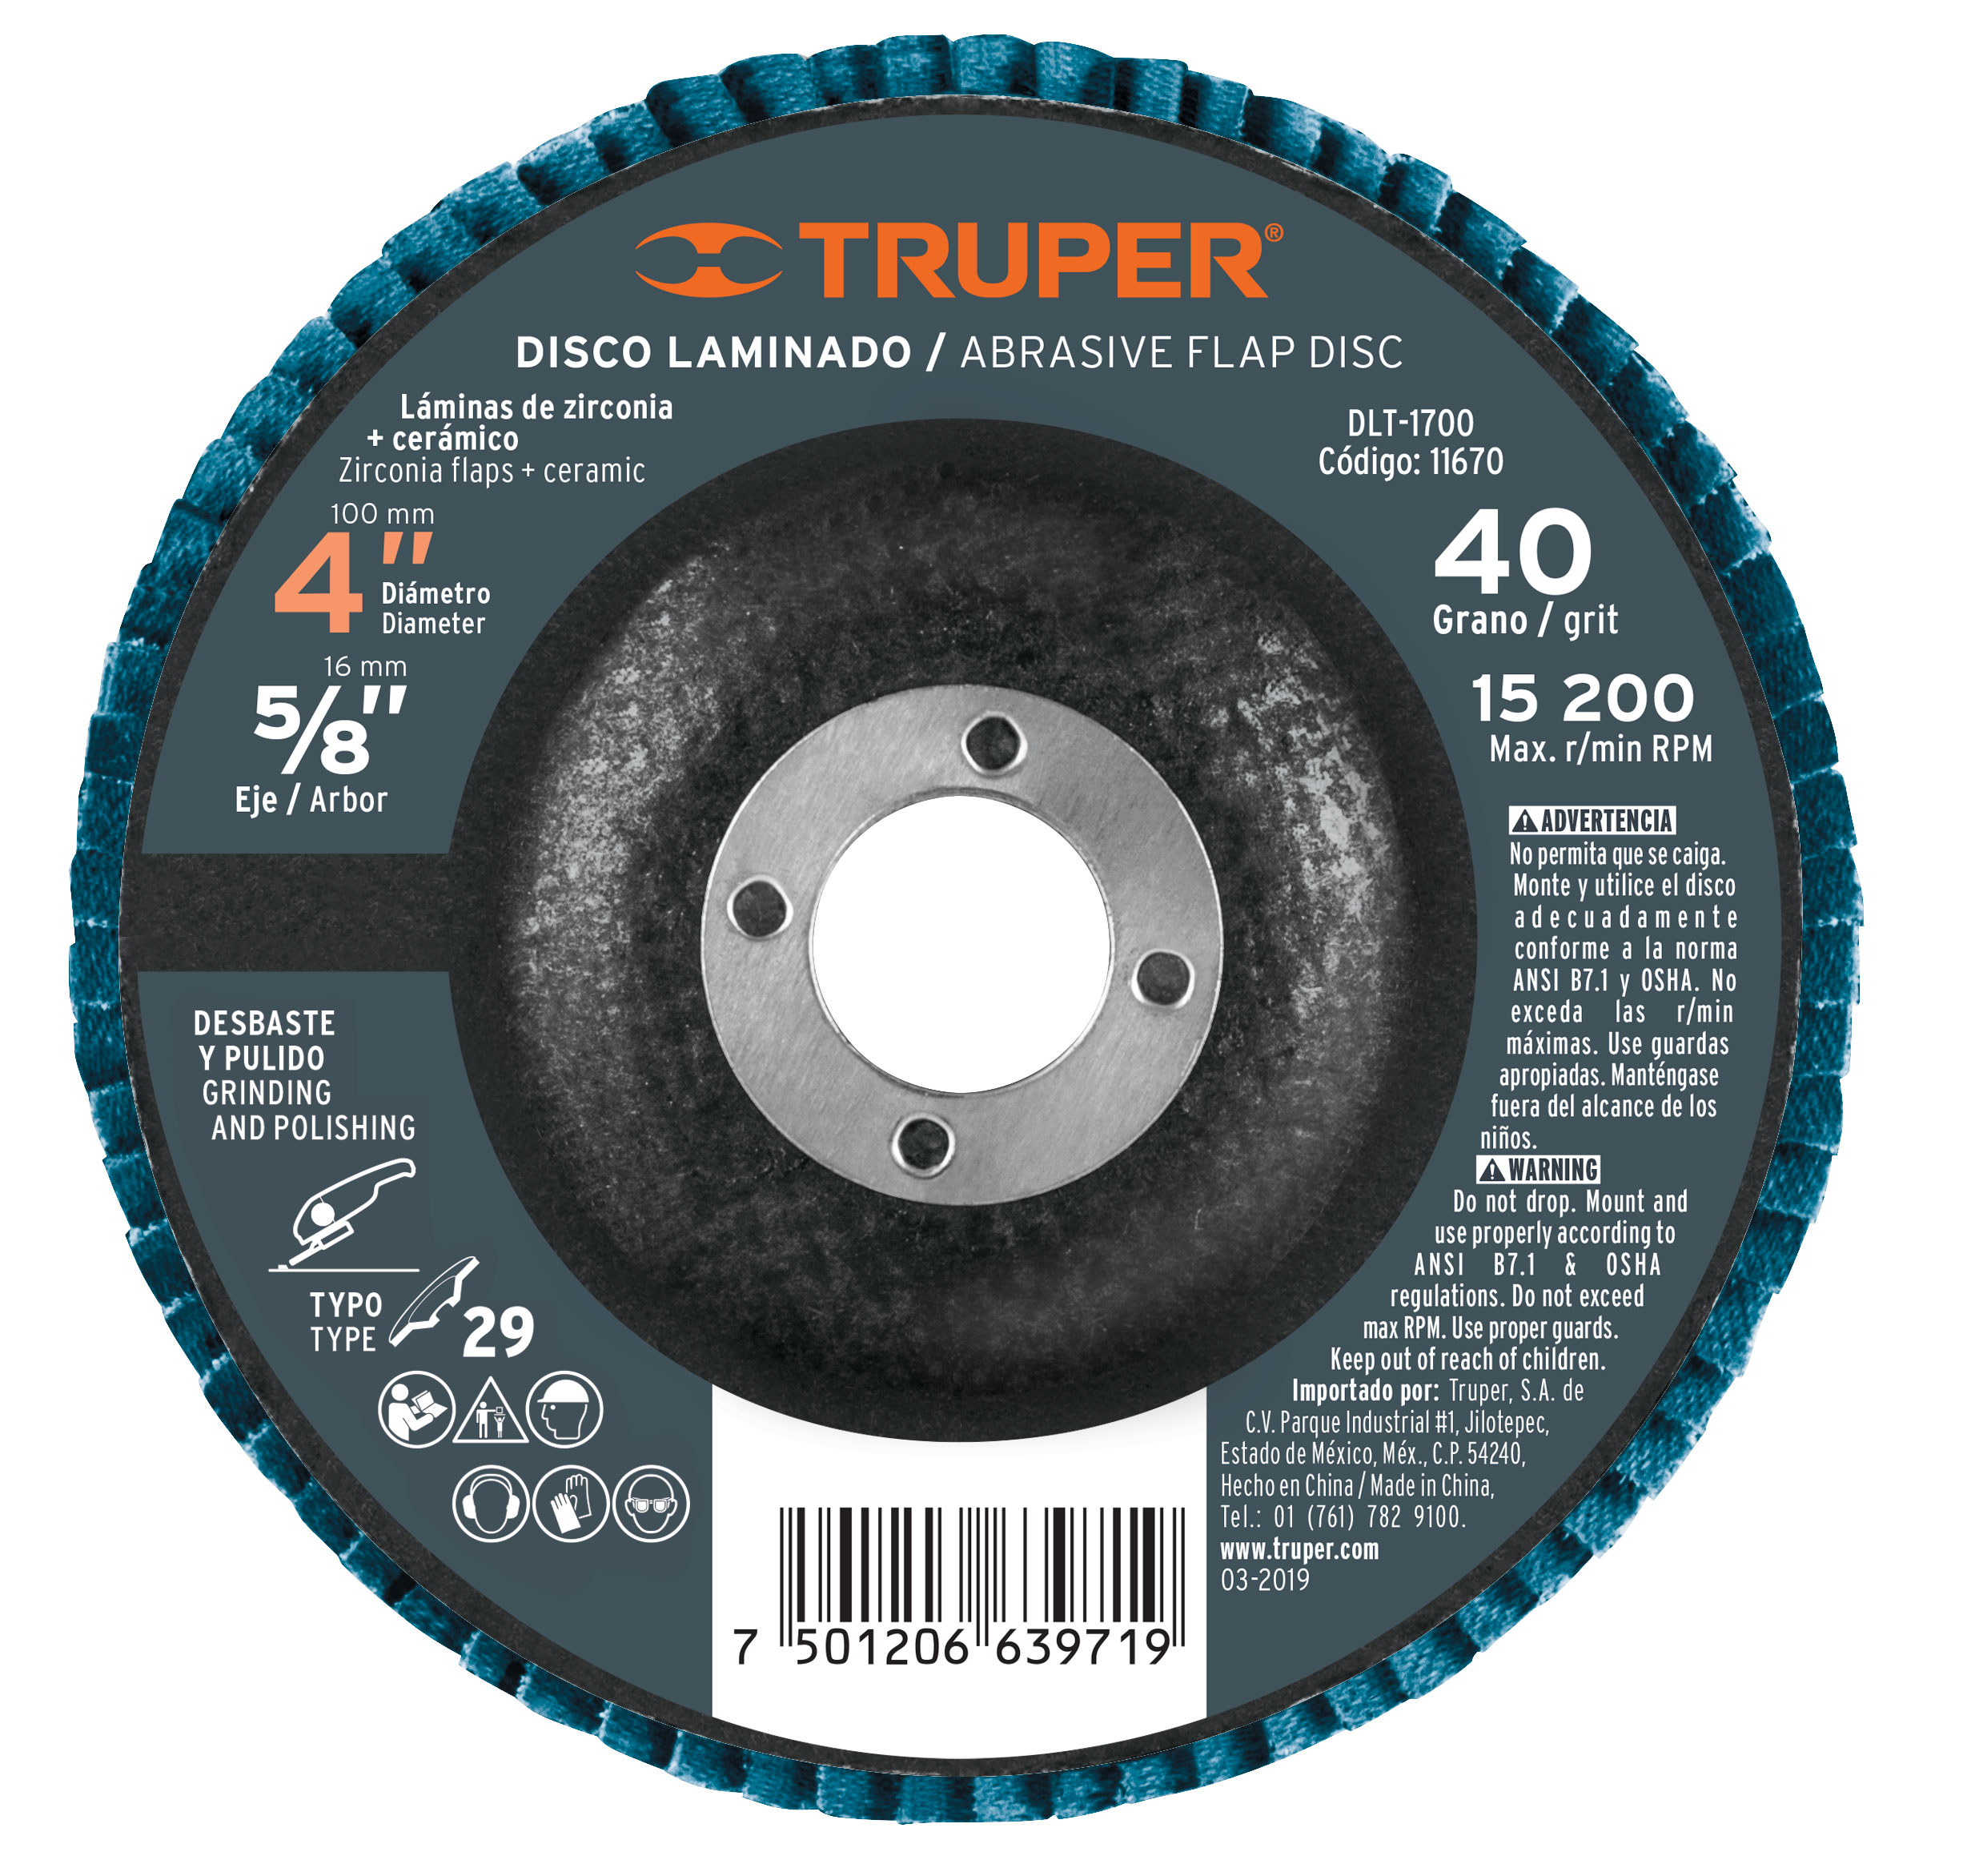 TRUPER®
DISCO LAMINADO / ABRASIVE FLAP DISC
Láminas de zirconia
+ cerámico
Zirconia flaps + ceramic
100 mm
4"
Diámetro
Diameter
16 mm
5/8"
Eje / Arbor
DLT-1700
Código: 11670
40
Grano / grit
15 200
Max. r/min RPM
ADVERTENCIA
No permita que se caiga.
Monte y utilice el disco
adecuadamente
conforme a la norma
ANSI B7.1 y OSHA. No
exceda las r/min
máximas. Use guardas
apropiadas. Manténgase
fuera del alcance de los
niños.
WARNING
Do not drop. Mount and
use properly according to
ANSI B7.1 & OSHA
regulations. Do not exceed
max RPM. Use proper guards.
Keep out of reach of children.
Importado por: Truper, S.A. de
C.V. Parque Industrial #1, Jilotepec,
Estado de México, Méx., C.P. 54240,
Hecho en China / Made in China,
Tel.: 01 (761) 782 9100.
www.truper.com
03-2019
DESBASTE
Y PULIDO
GRINDING
AND POLISHING
TYPO
TYPE
29
7 501206 639719